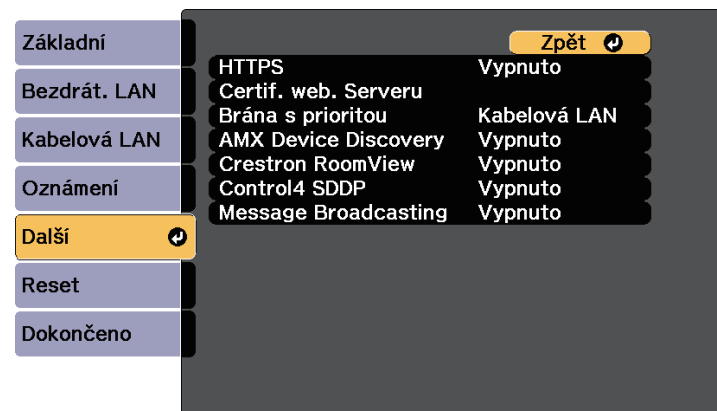 Základní
Bezdrát. LAN
Kabelová LAN
Oznámení
Další
Reset
Dokončeno
Zpět
HTTPS Vypnuto
Certif. web. Serveru
Brána s prioritou Kabelová LAN
AMX Device Discovery Vypnuto
Crestron RoomView Vypnuto
Control4 SDDP Vypnuto
Message Broadcasting Vypnuto